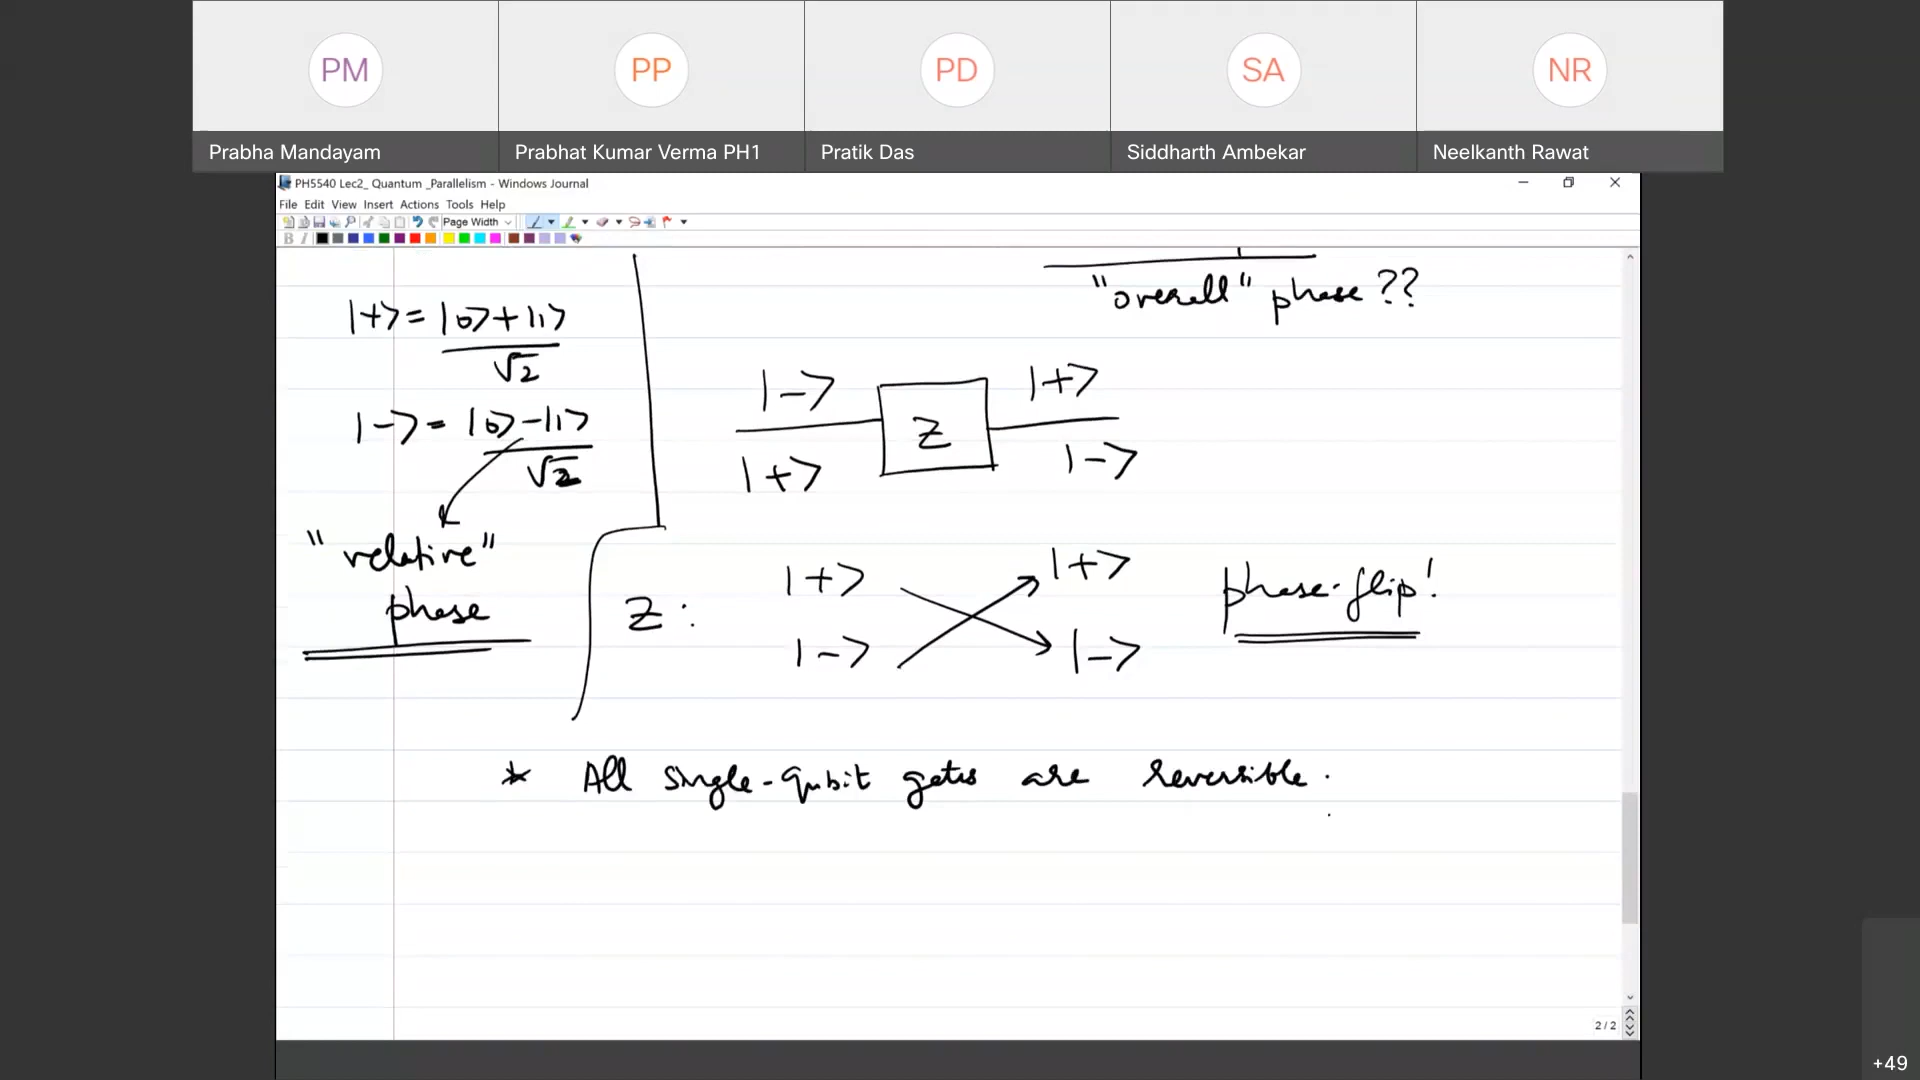 PM PP PD SA NR
Prabha Mandayam Prabhat Kumar Verma PH1 Pratik Das Siddharth Ambekar Neelkanth Rawat
PH5540 Lec2_ Quantum _Parallelism - Windows Journal
File Edit View Insert Actions Tools Help
Page Width
B I
"overall" phase ??
|+> = |0>+|1>
√2
|-> = |0>-|1>
√2
|-> Z |+>
|+> |->
"relative"
phase
Z : |+> |+> phase-flip!
|-> |->
* All single-qubit gates are reversible.
2 / 2
+49